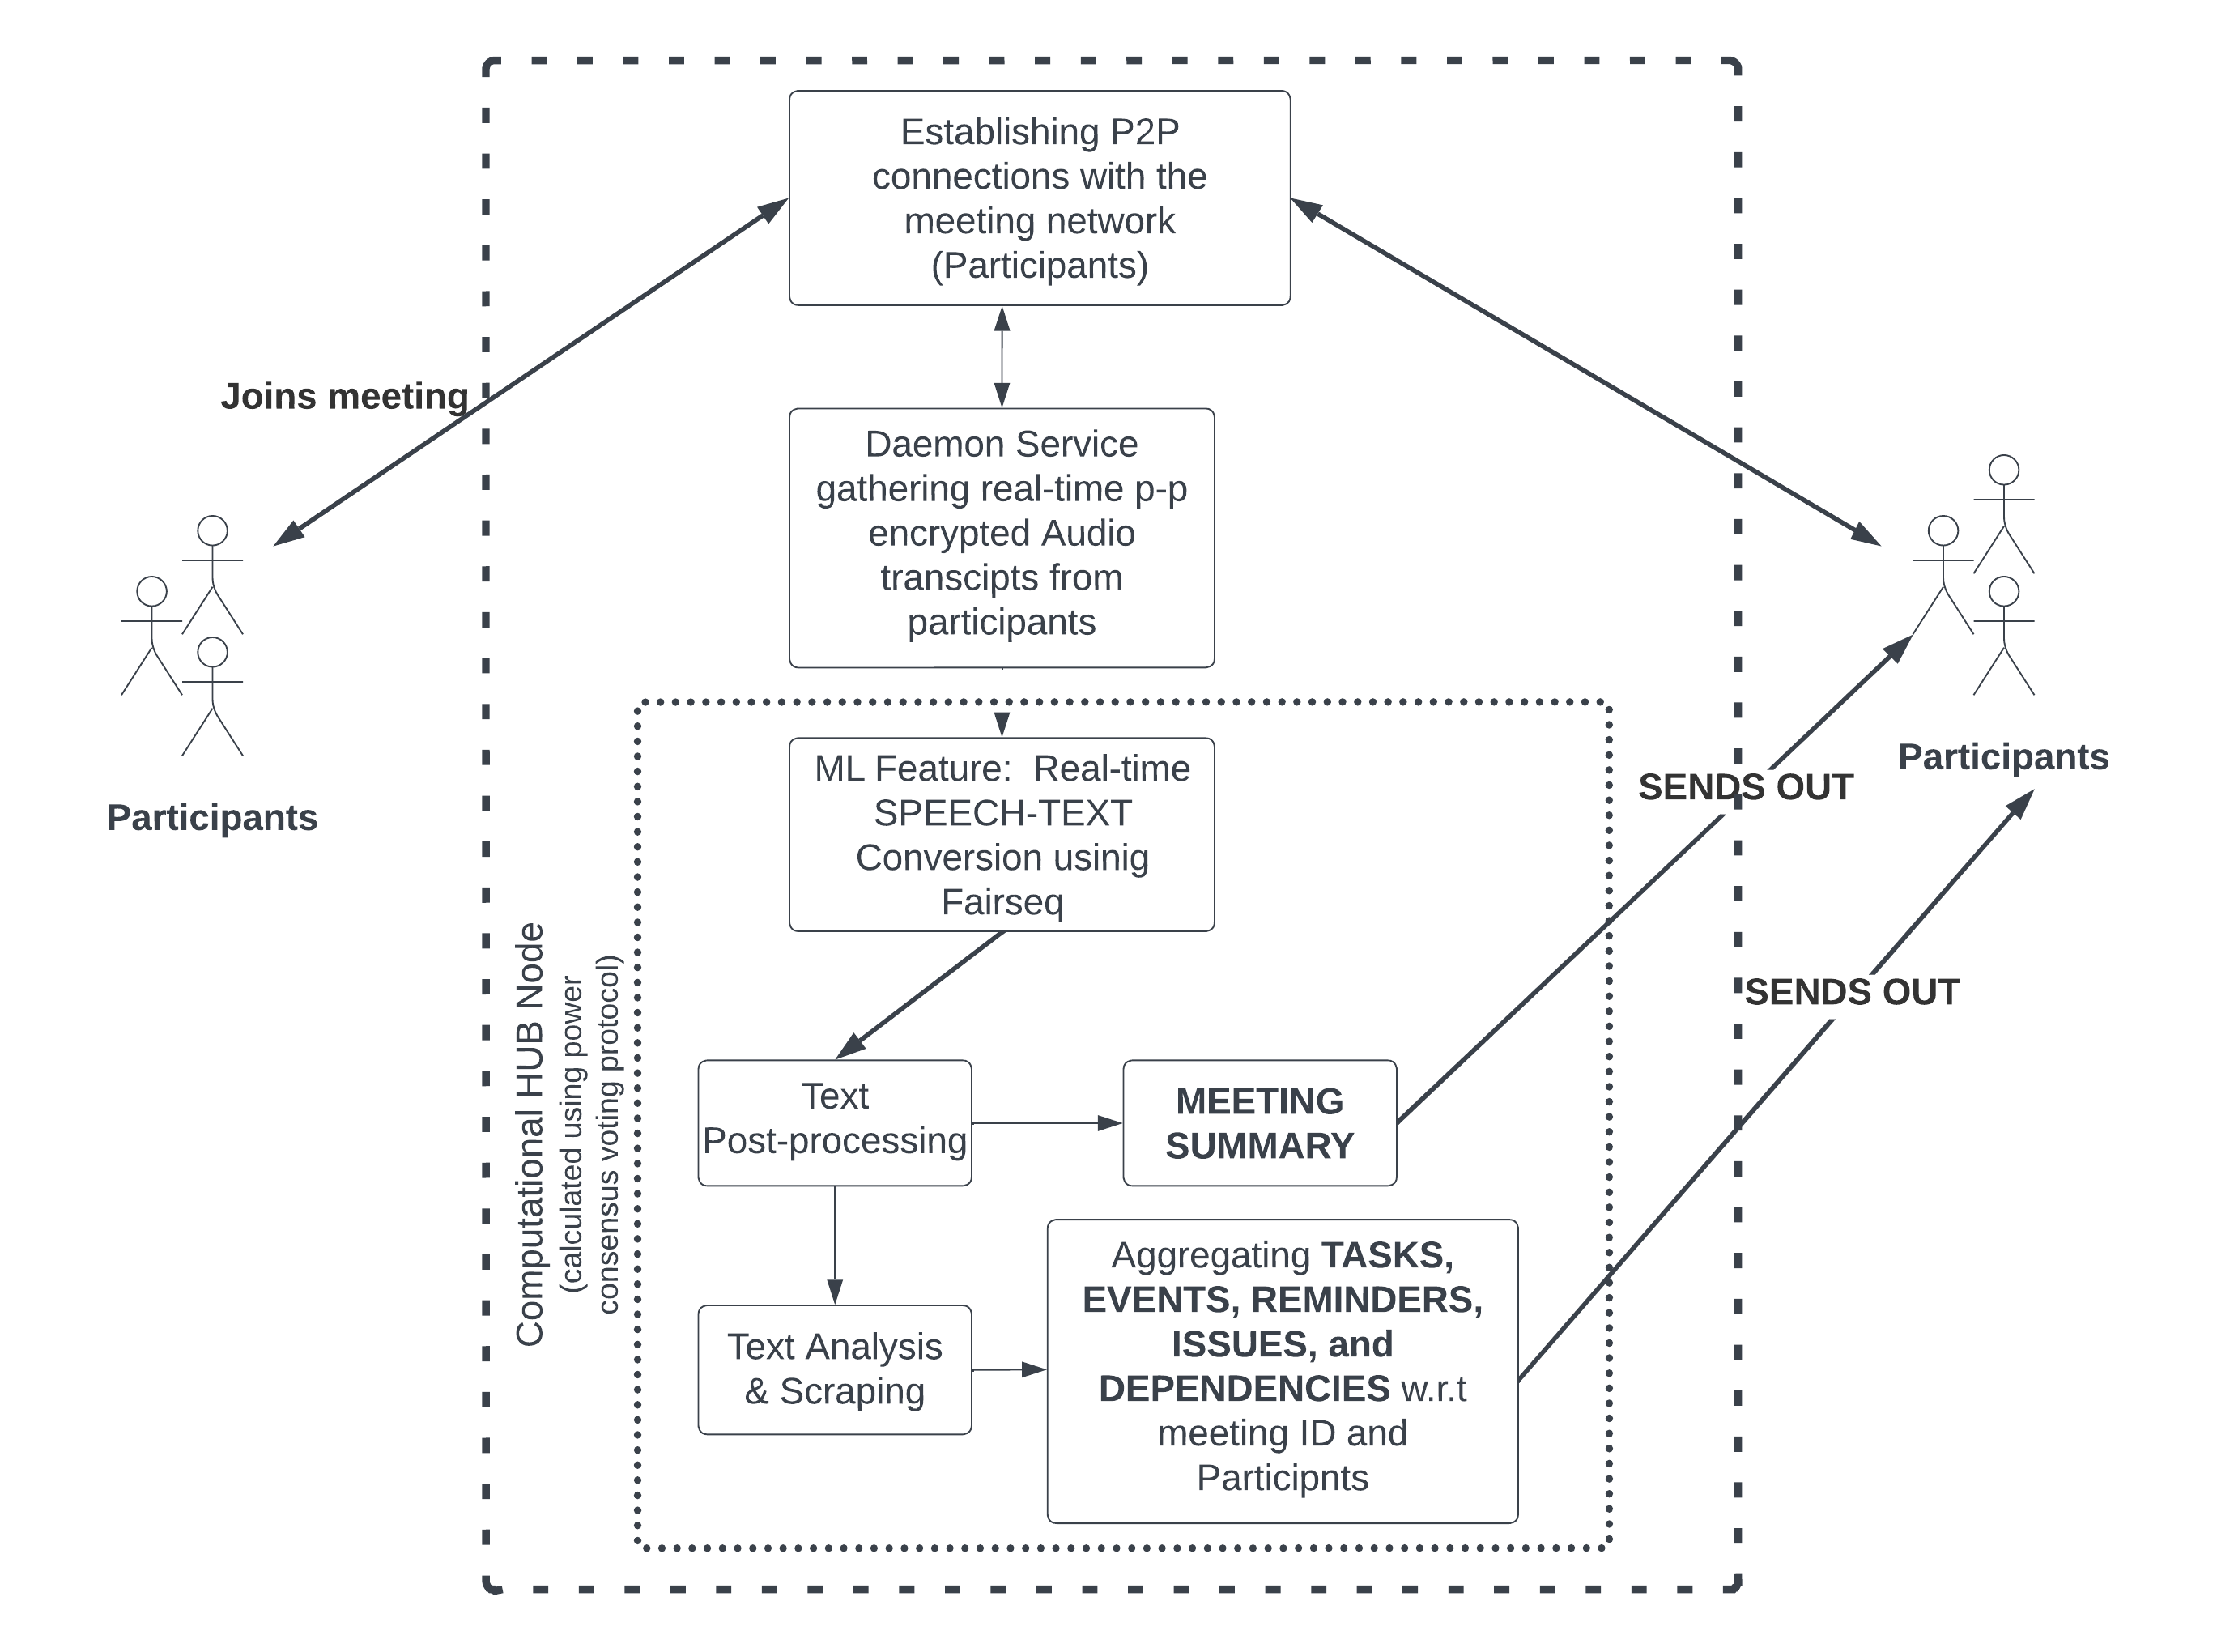 Establishing P2P
connections with the
meeting network
(Participants)
Joins meeting
Daemon Service
gathering real-time p-p
encrypted Audio
transcipts from
participants
Participants
Participants
ML Feature:  Real-time
SPEECH-TEXT
Conversion usinig
Fairseq
SENDS OUT
SENDS OUT
Computational HUB Node
(calculated using power
consensus voting protocol)
Text
Post-processing
MEETING
SUMMARY
Text Analysis
& Scraping
Aggregating TASKS,
EVENTS, REMINDERS,
ISSUES, and
DEPENDENCIES w.r.t
meeting ID and
Participnts